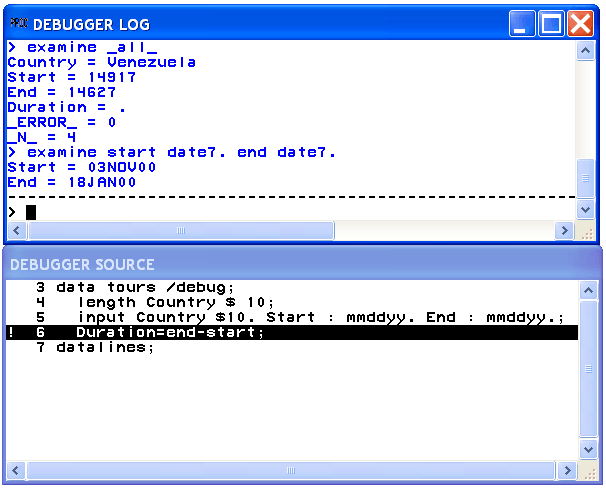 DEBUGGER LOG
> examine _all_
Country = Venezuela
Start = 14917
End = 14627
Duration = .
_ERROR_ = 0
_N_ = 4
> examine start date7. end date7.
Start = 03NOV00
End = 18JAN00
>
DEBUGGER SOURCE
3 data tours /debug;
4 length Country $ 10;
5 input Country $10. Start : mmddyy. End : mmddyy.;
! 6 Duration=end-start;
7 datalines;